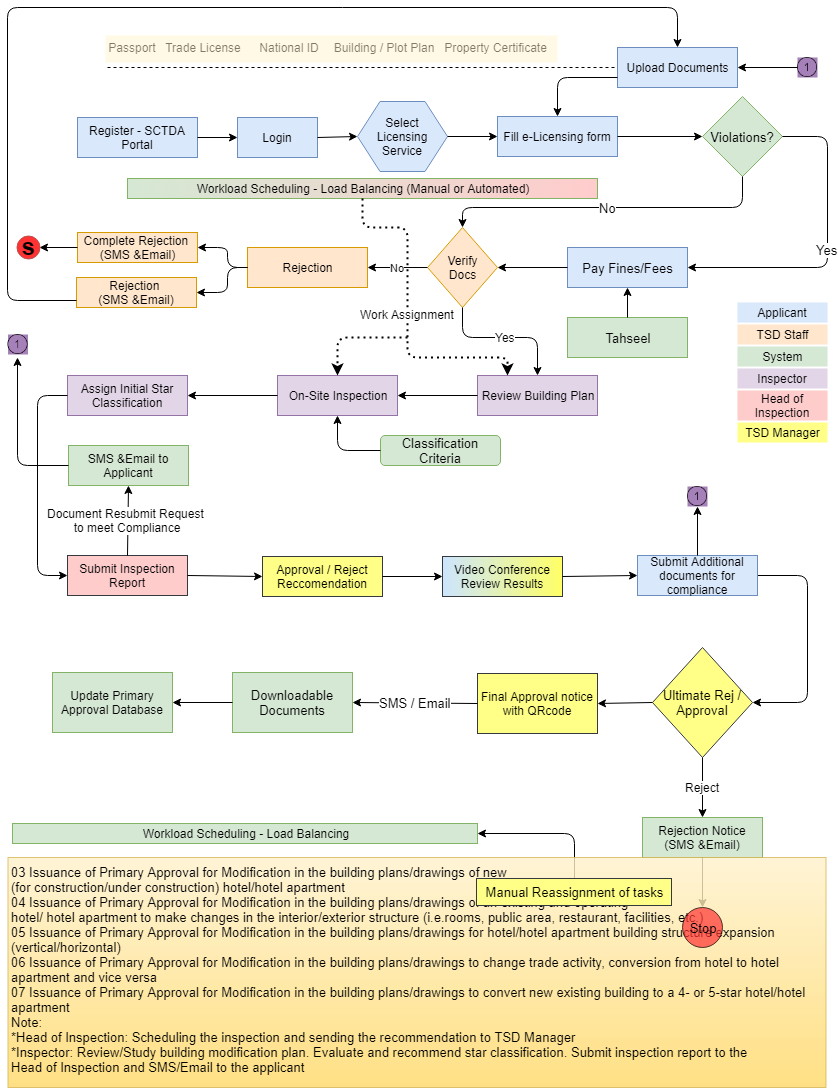 Passport Trade License National ID Building / Plot Plan Property Certificate
Upload Documents
1
Register - SCTDA
Portal
Login
Select
Licensing
Service
Fill e-Licensing form
Violations?
Workload Scheduling - Load Balancing (Manual or Automated)
No
Yes
S
Complete Rejection
(SMS &Email)
Rejection
(SMS &Email)
Rejection
No
Verify
Docs
Pay Fines/Fees
Work Assignment
Yes
Tahseel
Applicant
TSD Staff
System
Inspector
Head of
Inspection
TSD Manager
1
Assign Initial Star
Classification
On-Site Inspection
Review Building Plan
Classification
Criteria
SMS &Email to
Applicant
Document Resubmit Request
to meet Compliance
1
Submit Inspection
Report
Approval / Reject
Reccomendation
Video Conference
Review Results
Submit Additional
documents for
compliance
Update Primary
Approval Database
Downloadable
Documents
SMS / Email
Final Approval notice
with QRcode
Ultimate Rej /
Approval
Reject
Workload Scheduling - Load Balancing
Rejection Notice
(SMS &Email)
Manual Reassignment of tasks
Stop
03 Issuance of Primary Approval for Modification in the building plans/drawings of new
(for construction/under construction) hotel/hotel apartment
04 Issuance of Primary Approval for Modification in the building plans/drawings of an existing and operating
hotel/ hotel apartment to make changes in the interior/exterior structure (i.e.rooms, public area, restaurant, facilities, etc.)
05 Issuance of Primary Approval for Modification in the building plans/drawings for hotel/hotel apartment building structure expansion
(vertical/horizontal)
06 Issuance of Primary Approval for Modification in the building plans/drawings to change trade activity, conversion from hotel to hotel
apartment and vice versa
07 Issuance of Primary Approval for Modification in the building plans/drawings to convert new existing building to a 4- or 5-star hotel/hotel
apartment
Note:
*Head of Inspection: Scheduling the inspection and sending the recommendation to TSD Manager
*Inspector: Review/Study building modification plan. Evaluate and recommend star classification. Submit inspection report to the
Head of Inspection and SMS/Email to the applicant